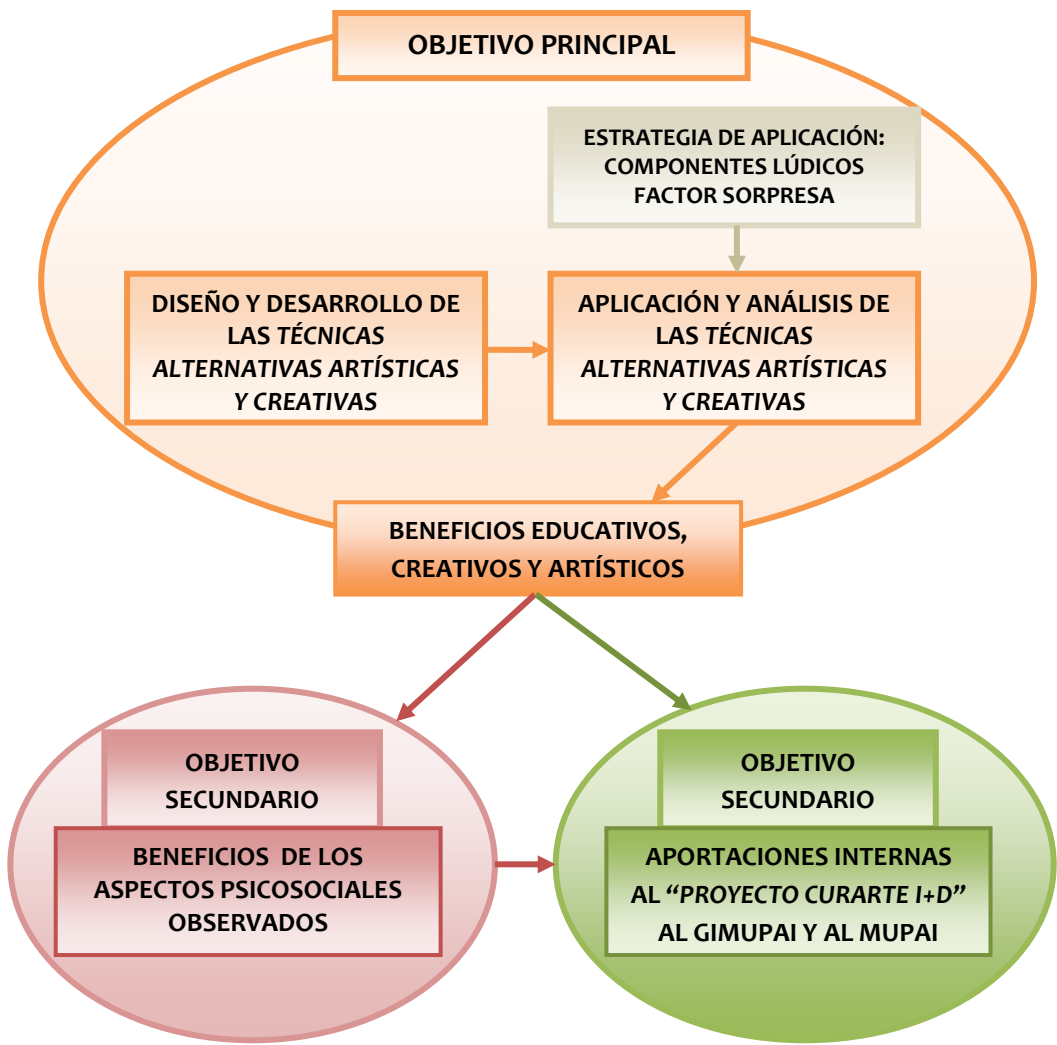 OBJETIVO PRINCIPAL
ESTRATEGIA DE APLICACIÓN:
COMPONENTES LÚDICOS
FACTOR SORPRESA
DISEÑO Y DESARROLLO DE
LAS TÉCNICAS
ALTERNATIVAS ARTÍSTICAS
Y CREATIVAS
APLICACIÓN Y ANÁLISIS DE
LAS TÉCNICAS
ALTERNATIVAS ARTÍSTICAS
Y CREATIVAS
BENEFICIOS EDUCATIVOS,
CREATIVOS Y ARTÍSTICOS
OBJETIVO
SECUNDARIO
BENEFICIOS DE LOS
ASPECTOS PSICOSOCIALES
OBSERVADOS
OBJETIVO
SECUNDARIO
APORTACIONES INTERNAS
AL “PROYECTO CURARTE I+D”
AL GIMUPAI Y AL MUPAI